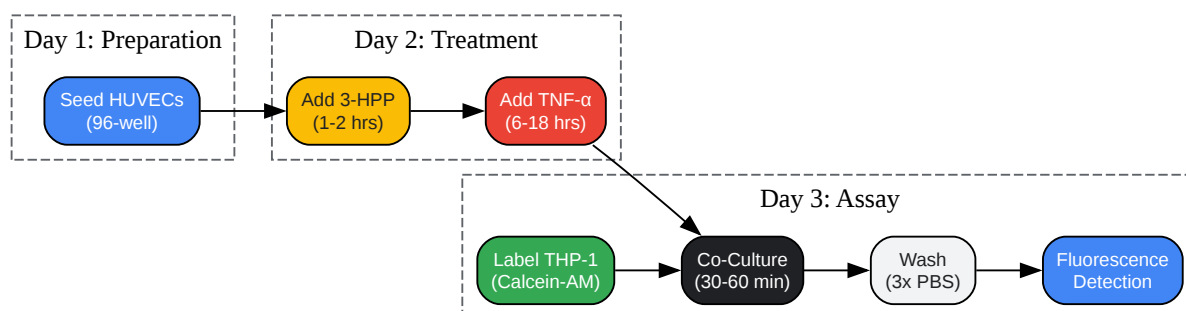 Day 1: Preparation
Seed HUVECs
(96-well)
Day 2: Treatment
Add 3-HPP
(1-2 hrs)
Add TNF-α
(6-18 hrs)
Day 3: Assay
Label THP-1
(Calcein-AM)
Co-Culture
(30-60 min)
Wash
(3x PBS)
Fluorescence
Detection